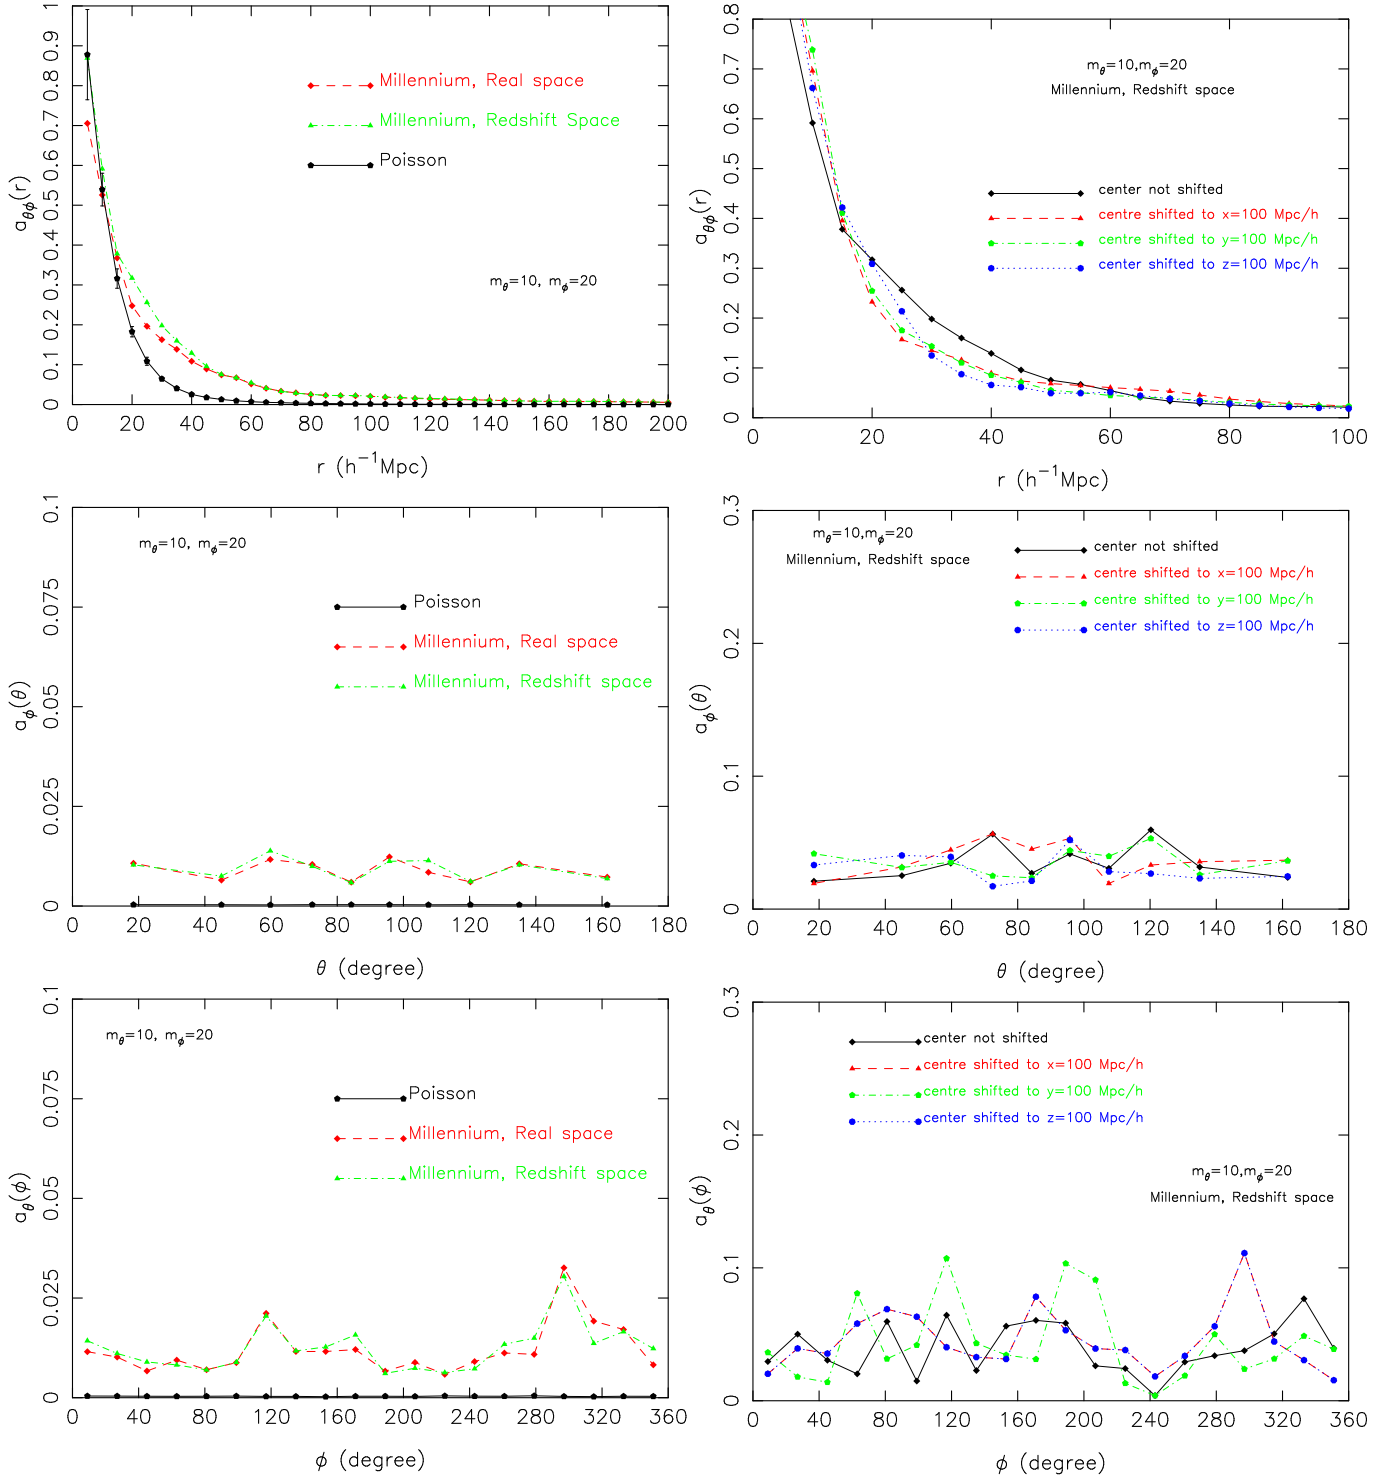 a_θϕ(r)
0 0.1 0.2 0.3 0.4 0.5 0.6 0.7 0.8 0.9 1
Millennium, Real space
Millennium, Redshift Space
Poisson
m_θ=10, m_ϕ=20
0 20 40 60 80 100 120 140 160 180 200
r (h⁻¹Mpc)
a_θϕ(r)
0 0.1 0.2 0.3 0.4 0.5 0.6 0.7 0.8
m_θ=10,m_ϕ=20
Millennium, Redshift space
center not shifted
centre shifted to x=100 Mpc/h
centre shifted to y=100 Mpc/h
center shifted to z=100 Mpc/h
0 20 40 60 80 100
r (h⁻¹Mpc)
a_ϕ(θ)
0 0.025 0.05 0.075 0.1
m_θ=10, m_ϕ=20
Poisson
Millennium, Real space
Millennium, Redshift space
0 20 40 60 80 100 120 140 160 180
θ (degree)
a_ϕ(θ)
0 0.1 0.2 0.3
m_θ=10,m_ϕ=20
Millennium, Redshift space
center not shifted
centre shifted to x=100 Mpc/h
centre shifted to y=100 Mpc/h
center shifted to z=100 Mpc/h
0 20 40 60 80 100 120 140 160 180
θ (degree)
a_θ(ϕ)
0 0.025 0.05 0.075 0.1
m_θ=10, m_ϕ=20
Poisson
Millennium, Real space
Millennium, Redshift space
0 40 80 120 160 200 240 280 320 360
ϕ (degree)
a_θ(ϕ)
0 0.1 0.2 0.3
center not shifted
centre shifted to x=100 Mpc/h
centre shifted to y=100 Mpc/h
center shifted to z=100 Mpc/h
m_θ=10,m_ϕ=20
Millennium, Redshift space
0 40 80 120 160 200 240 280 320 360
ϕ (degree)